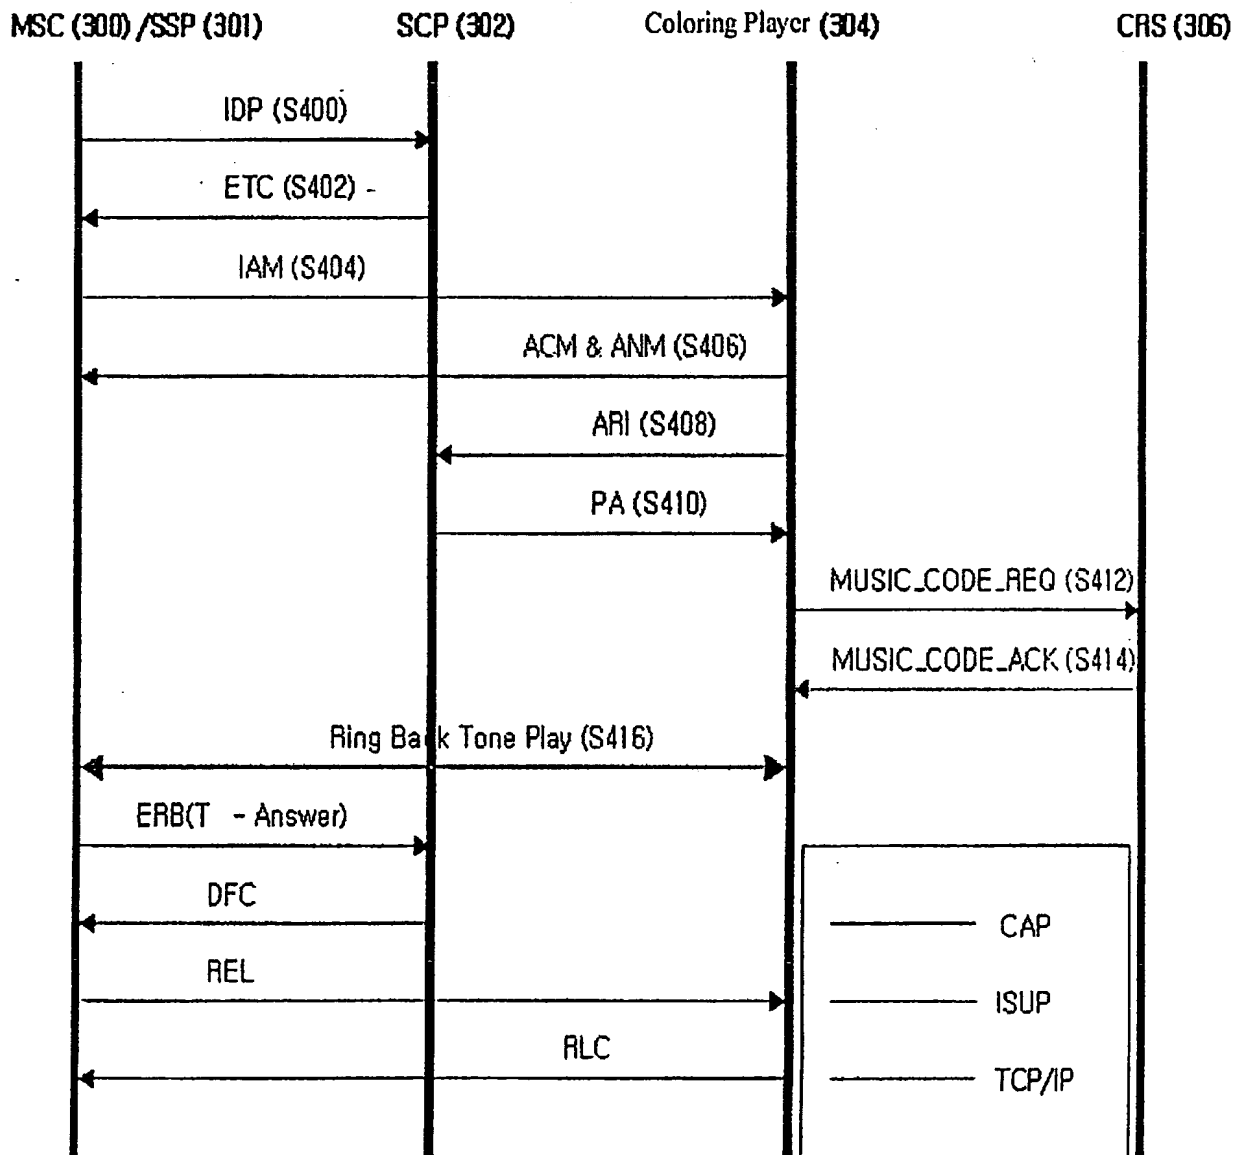 MSC (300) /SSP (301) SCP (302) Coloring Player (304) CRS (306)
IDP (S400)
ETC (S402) -
IAM (S404)
ACM & ANM (S406)
ARI (S408)
PA (S410)
MUSIC_CODE_REQ (S412)
MUSIC_CODE_ACK (S414)
Ring Back Tone Play (S416)
ERB(T - Answer)
DFC
CAP
REL
ISUP
RLC
TCP/IP